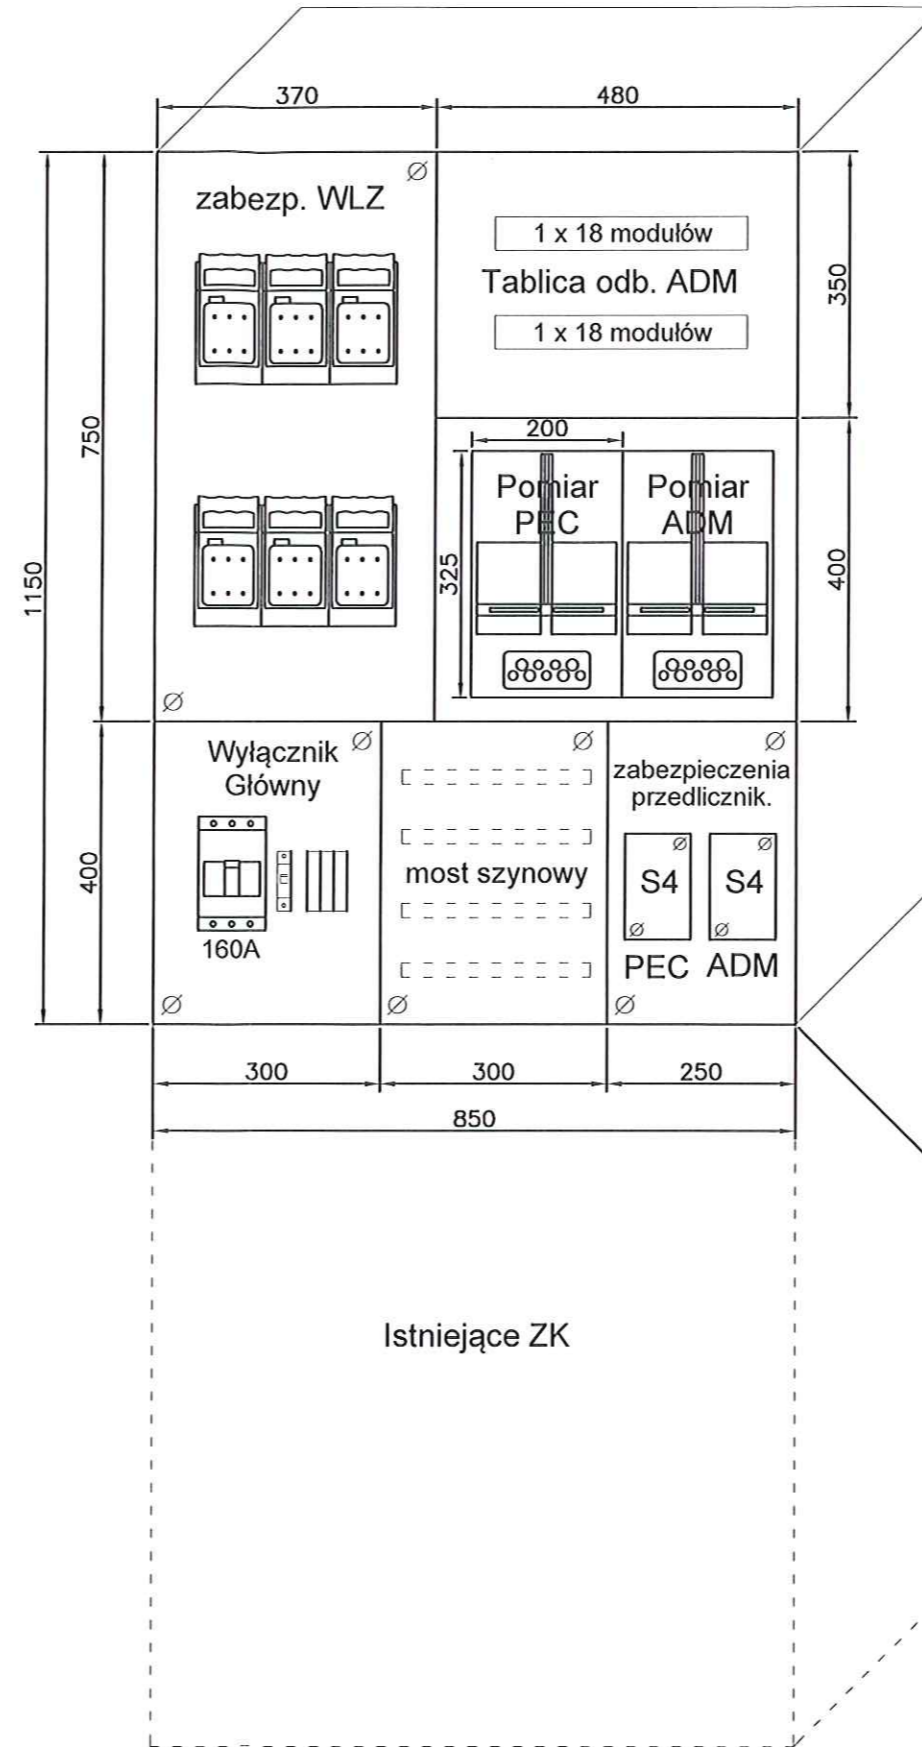 370
480
zabezp. WLZ
1 x 18 modułów
Tablica odb. ADM
1 x 18 modułów
350
750
1150
200
Pomiar
PEC
Pomiar
ADM
325
400
Wyłącznik
Główny
160A
400
most szynowy
zabezpieczenia
przedlicznik.
S4
S4
PEC
ADM
300
300
250
850
Istniejące ZK